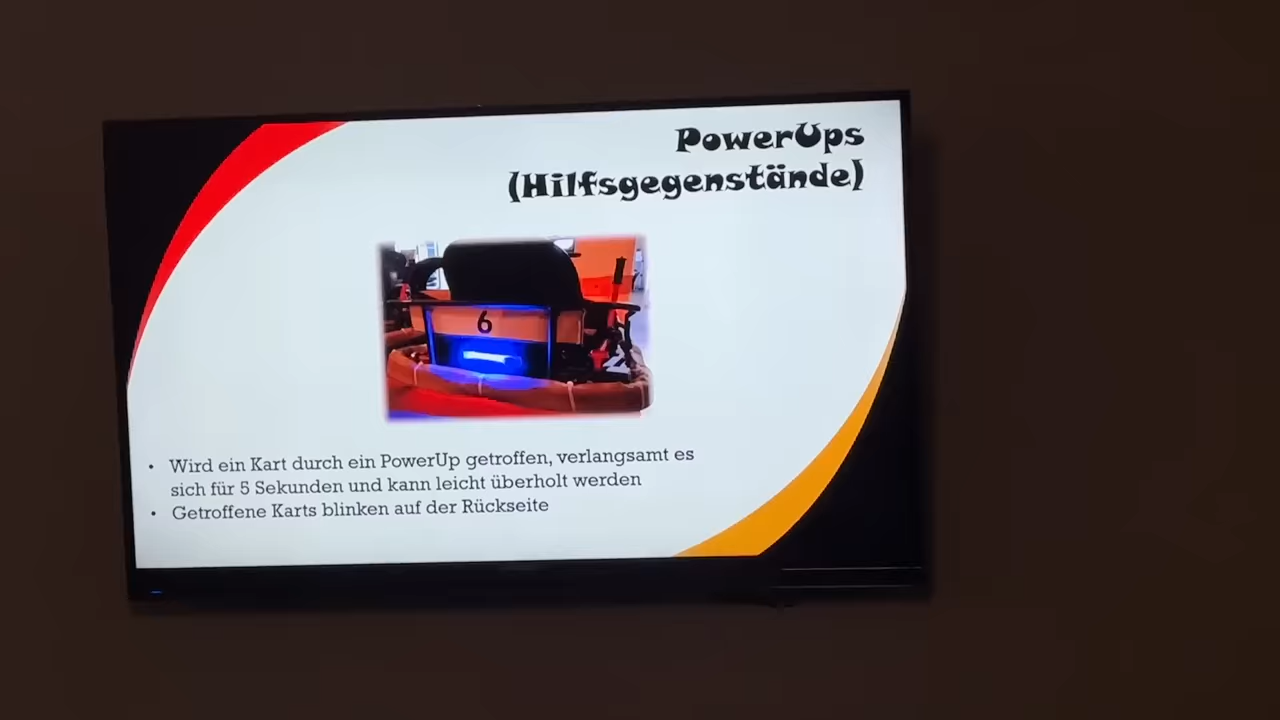 PowerUps
(Hilfsgegenstände)
6
• Wird ein Kart durch ein PowerUp getroffen, verlangsamt es
sich für 5 Sekunden und kann leicht überholt werden
• Getroffene Karts blinken auf der Rückseite